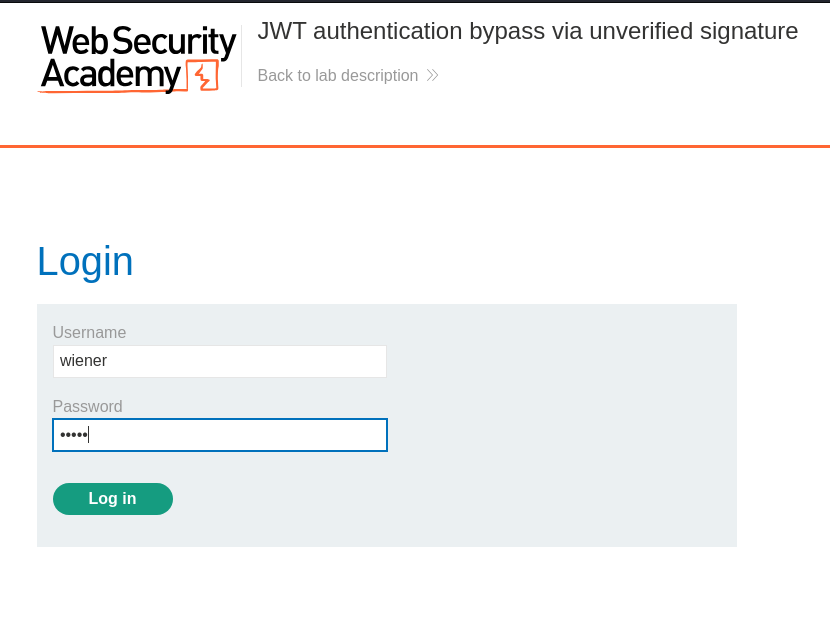 Web Security
Academy
JWT authentication bypass via unverified signature
Back to lab description
Login
Username
wiener
Password
•••••
Log in